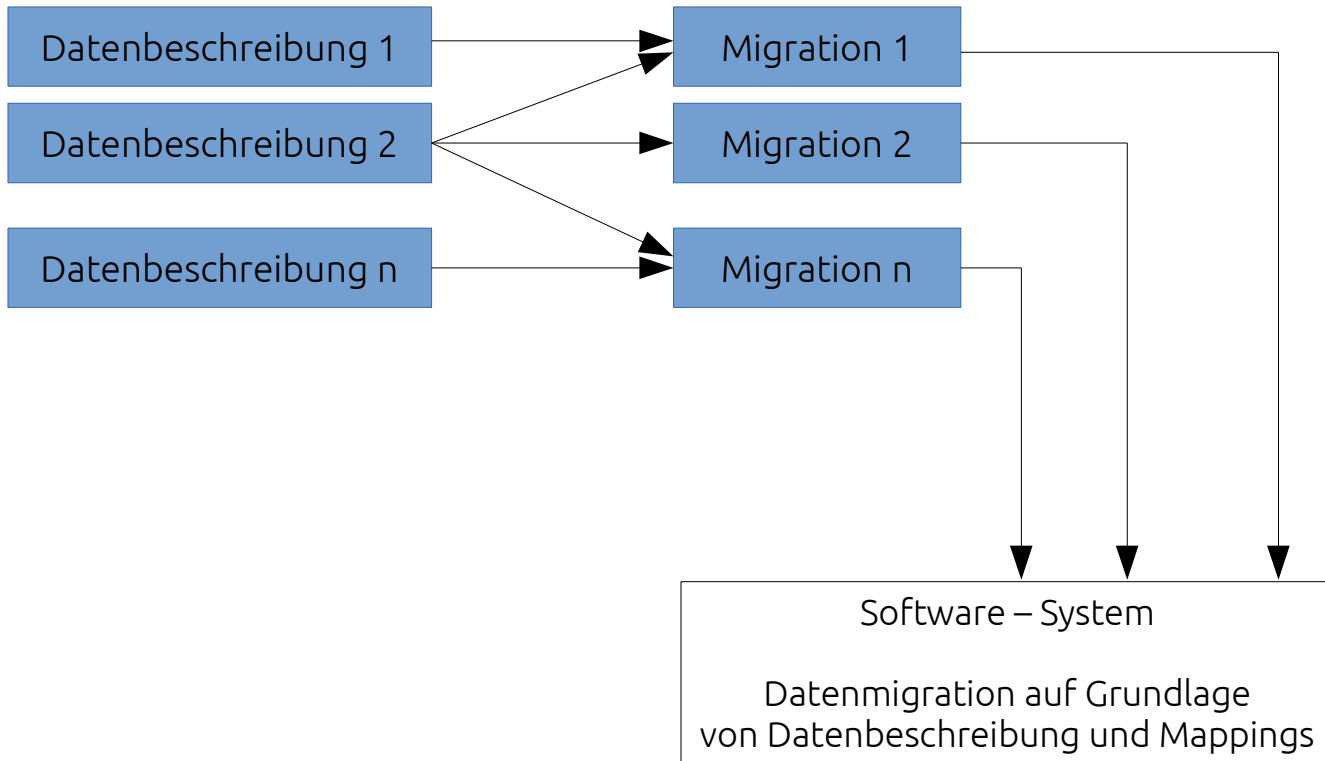 Datenbeschreibung 1
Migration 1
Datenbeschreibung 2
Migration 2
Datenbeschreibung n
Migration n
Software – System
Datenmigration auf Grundlage
von Datenbeschreibung und Mappings